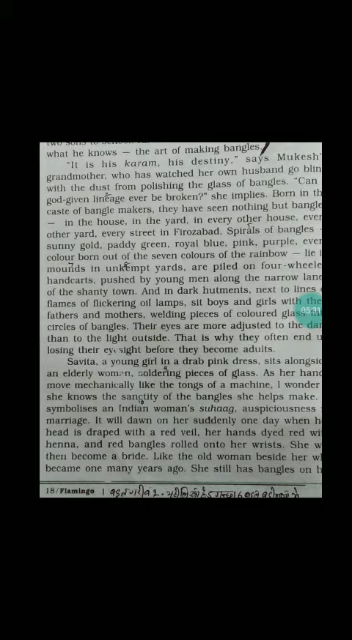 what he knows — the art of making bangles.
"It is his karam, his destiny," says Mukesh'
grandmother, who has watched her own husband go blin
with the dust from polishing the glass of bangles. "Can
god-given lineage ever be broken?" she implies. Born in th
caste of bangle makers, they have seen nothing but bangle
— in the house, in the yard, in every other house, ever
other yard, every street in Firozabad. Spirals of bangles —
sunny gold, paddy green, royal blue, pink, purple, ever
colour born out of the seven colours of the rainbow — lie i
mounds in unkempt yards, are piled on four-wheele
handcarts, pushed by young men along the narrow lane
of the shanty town. And in dark hutments, next to lines
flames of flickering oil lamps, sit boys and girls with the
fathers and mothers, welding pieces of coloured glass
circles of bangles. Their eyes are more adjusted to the dar
than to the light outside. That is why they often end u
losing their eyesight before they become adults.
Savita, a young girl in a drab pink dress, sits alongsid
an elderly woman, soldering pieces of glass. As her hand
move mechanically like the tongs of a machine, I wonder
she knows the sanctity of the bangles she helps make.
symbolises an Indian woman's suhaag, auspiciousness
marriage. It will dawn on her suddenly one day when h
head is draped with a red veil, her hands dyed red wi
henna, and red bangles rolled onto her wrists. She w
then become a bride. Like the old woman beside her wh
became one many years ago. She still has bangles on h
18/Flamingo